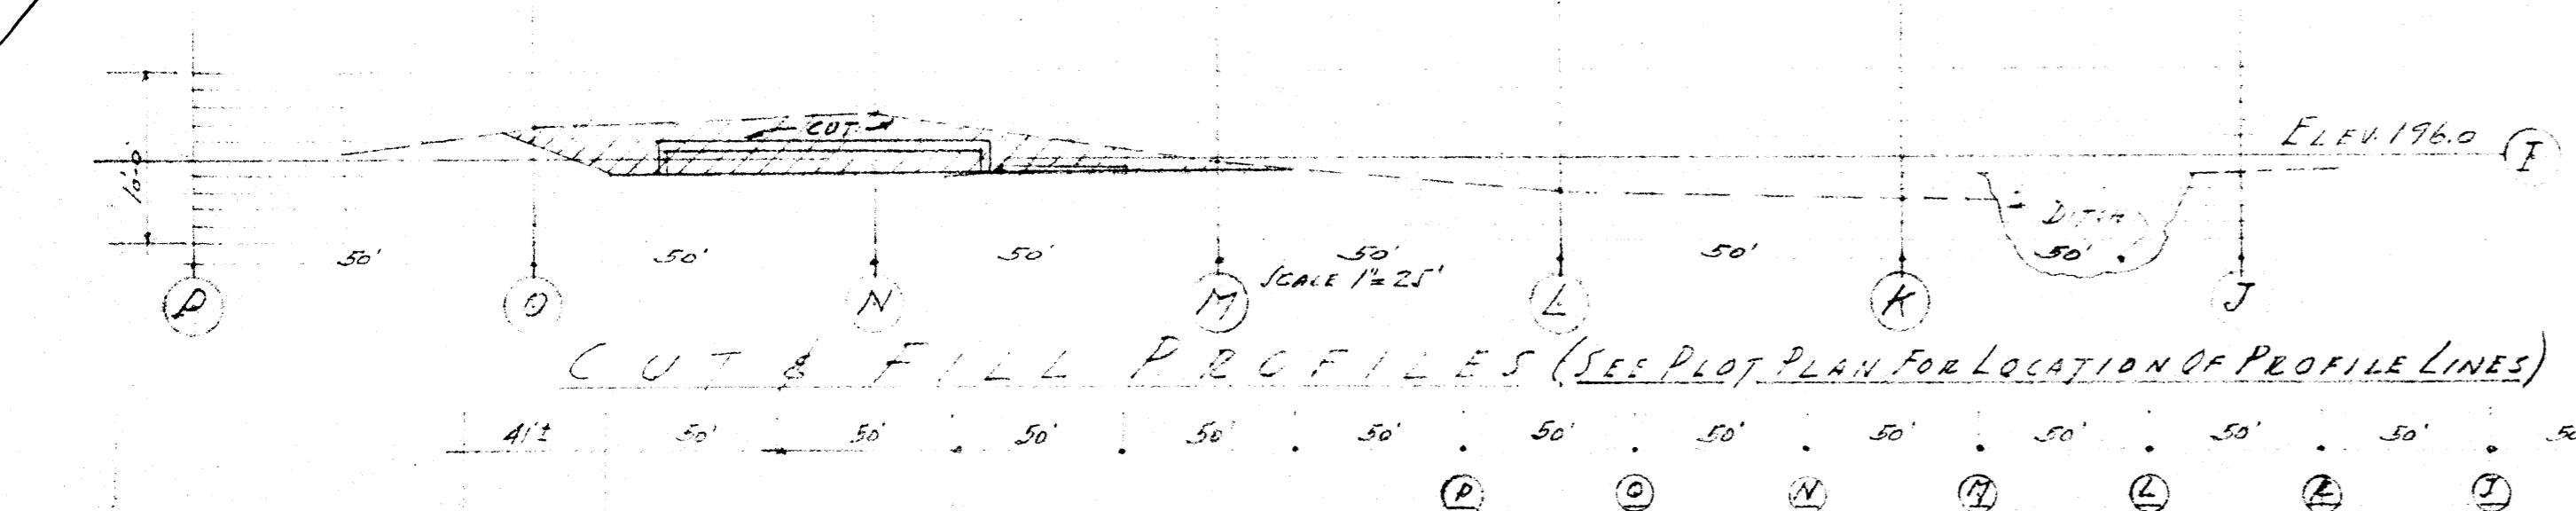 CUT
ELEV. 196.0 I
10'-0"
DITCH
50' 50' 50' 50' 50' 50'
SCALE 1"=25'
P O N M L K J
CUT & FILL PROFILES (SEE PLOT PLAN FOR LOCATION OF PROFILE LINES)
41'± 50' 50' 50' 50' 50' 50' 50' 50' 50' 50' 50' 50
P O N M L K J